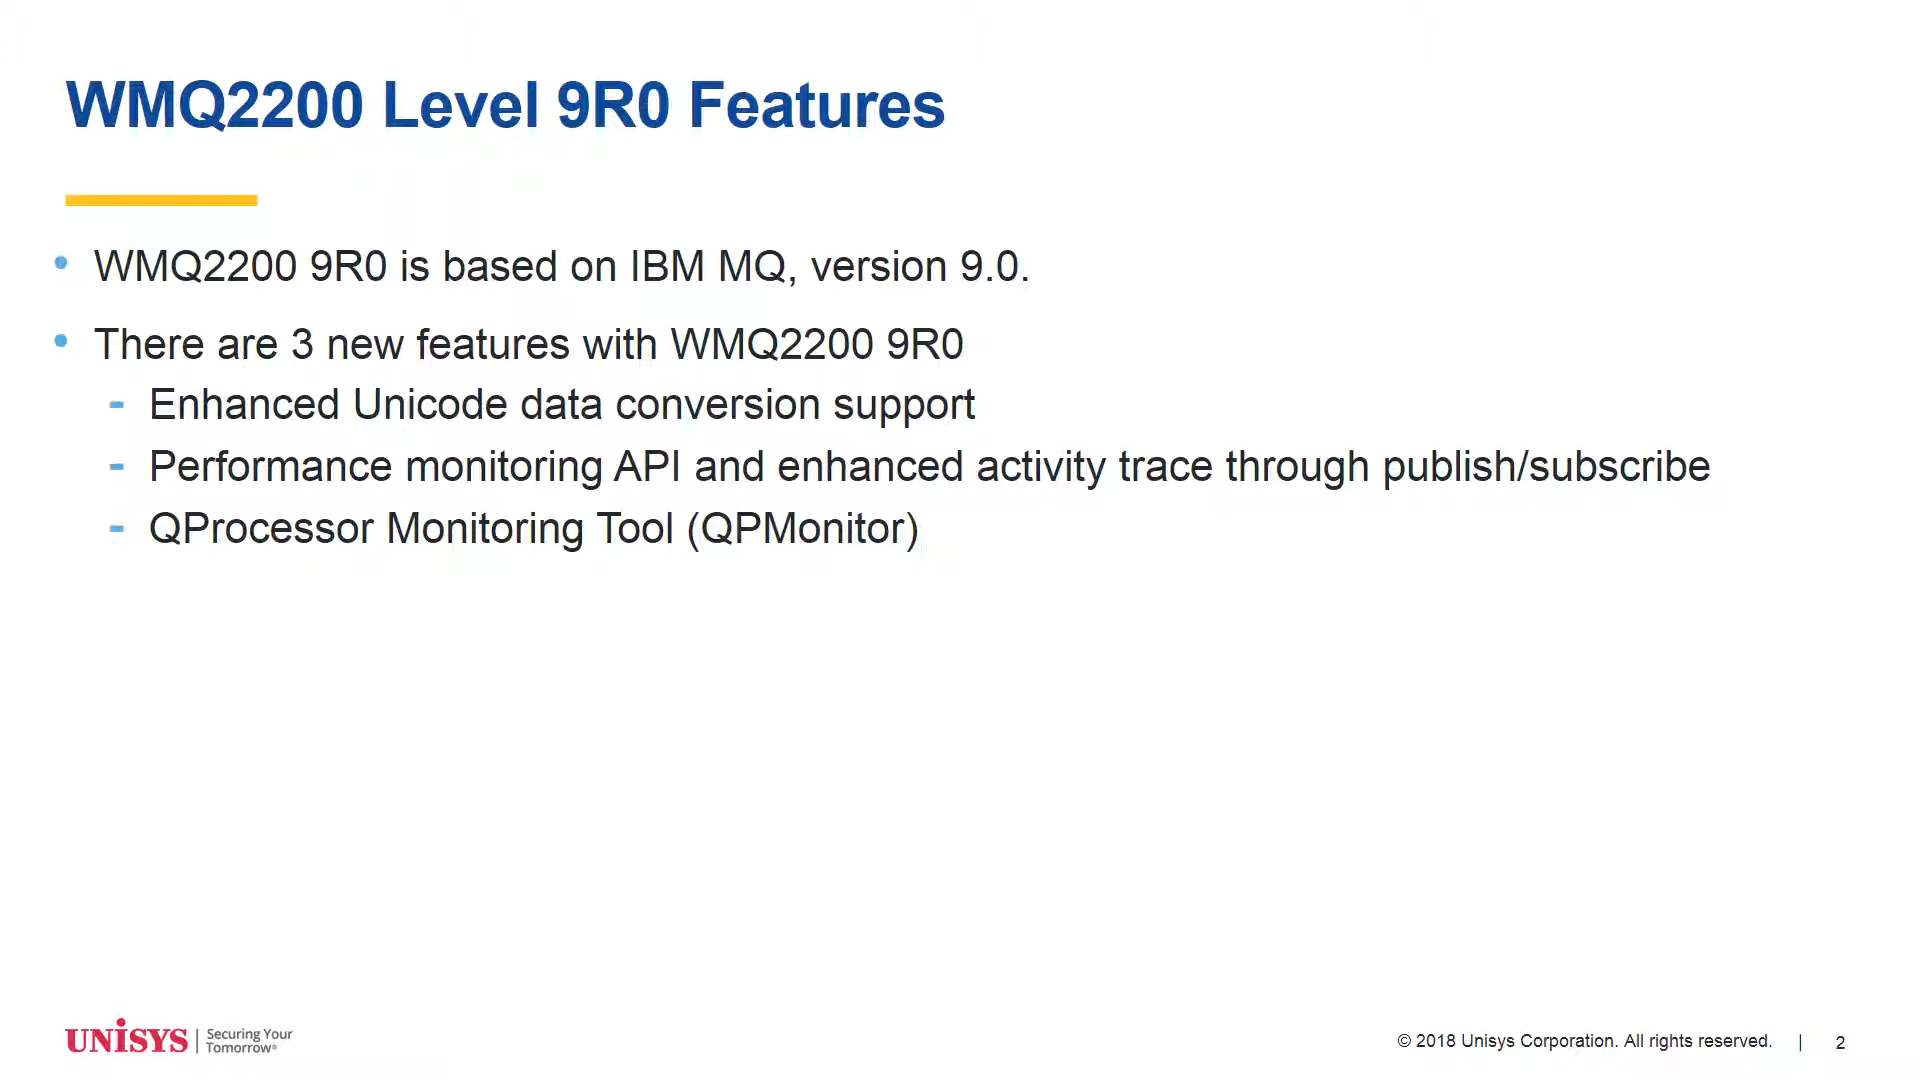 WMQ2200 Level 9R0 Features
• WMQ2200 9R0 is based on IBM MQ, version 9.0.
• There are 3 new features with WMQ2200 9R0
- Enhanced Unicode data conversion support
- Performance monitoring API and enhanced activity trace through publish/subscribe
- QProcessor Monitoring Tool (QPMonitor)
UNISYS | Securing Your
Tomorrow®
© 2018 Unisys Corporation. All rights reserved. | 2